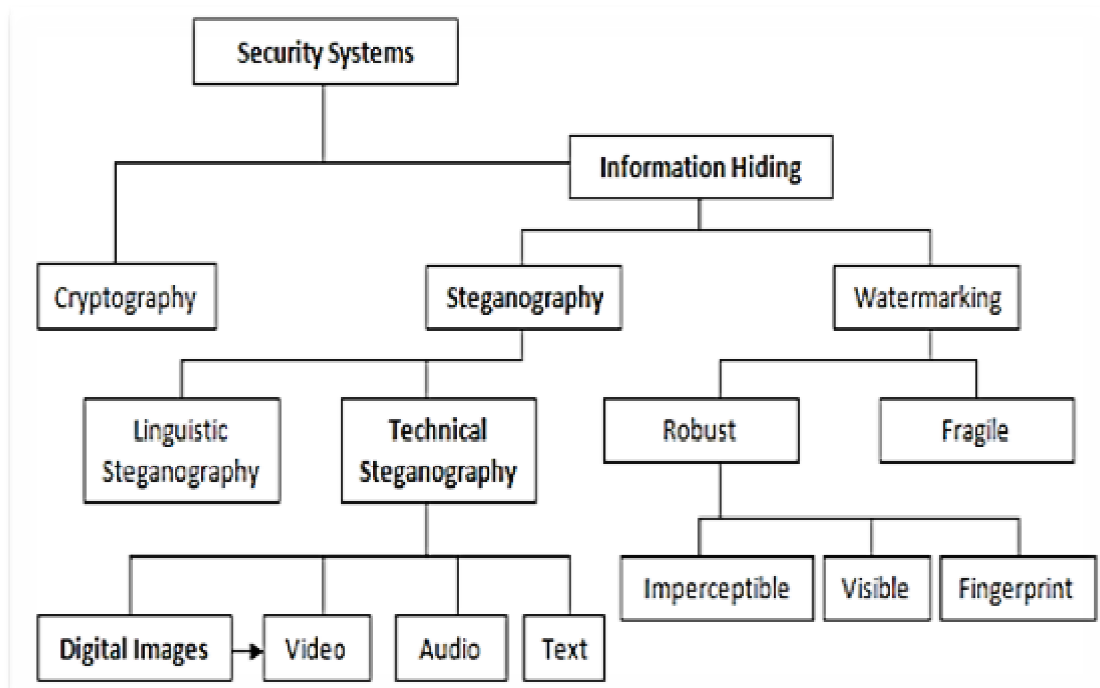 Security Systems
Information Hiding
Cryptography
Steganography
Watermarking
Linguistic
Steganography
Technical
Steganography
Robust
Fragile
Imperceptible
Visible
Fingerprint
Digital Images
Video
Audio
Text